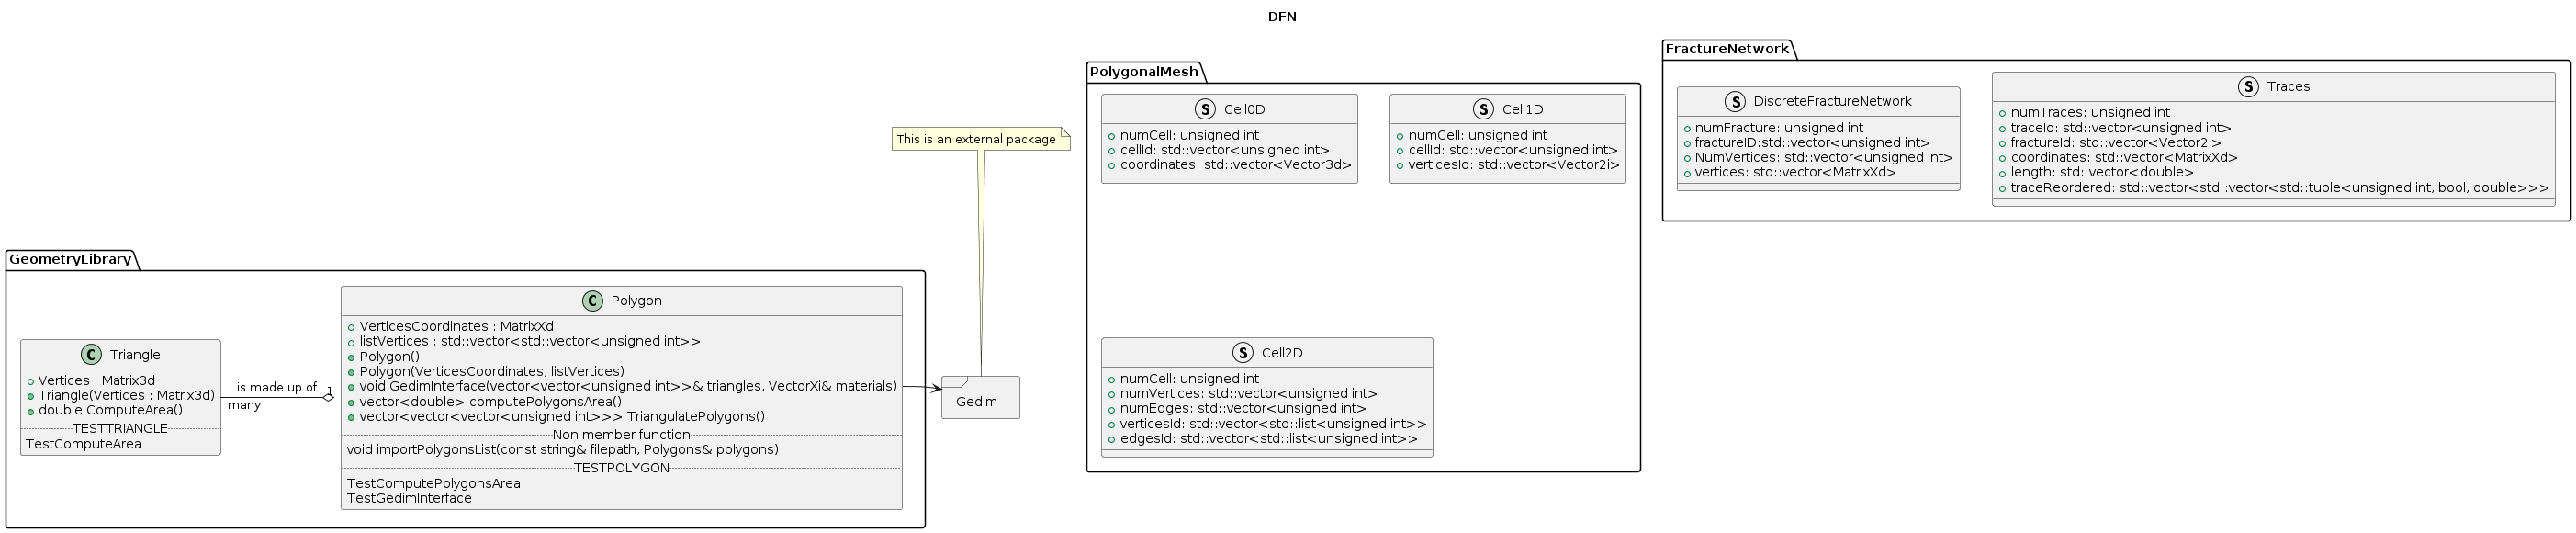 DFN
GeometryLibrary
C Triangle
Vertices : Matrix3d
Triangle(Vertices : Matrix3d)
double ComputeArea()
TESTTRIANGLE
TestComputeArea
is made up of
1
many
C Polygon
VerticesCoordinates : MatrixXd
listVertices : std::vector<std::vector<unsigned int>>
Polygon()
Polygon(VerticesCoordinates, listVertices)
void GedimInterface(vector<vector<unsigned int>>& triangles, VectorXi& materials)
vector<double> computePolygonsArea()
vector<vector<vector<unsigned int>>> TriangulatePolygons()
Non member function
void importPolygonsList(const string& filepath, Polygons& polygons)
TESTPOLYGON
TestComputePolygonsArea
TestGedimInterface
This is an external package
Gedim
PolygonalMesh
S Cell0D
numCell: unsigned int
cellId: std::vector<unsigned int>
coordinates: std::vector<Vector3d>
S Cell1D
numCell: unsigned int
cellId: std::vector<unsigned int>
verticesId: std::vector<Vector2i>
S Cell2D
numCell: unsigned int
numVertices: std::vector<unsigned int>
numEdges: std::vector<unsigned int>
verticesId: std::vector<std::list<unsigned int>>
edgesId: std::vector<std::list<unsigned int>>
FractureNetwork
S DiscreteFractureNetwork
numFracture: unsigned int
fractureID:std::vector<unsigned int>
NumVertices: std::vector<unsigned int>
vertices: std::vector<MatrixXd>
S Traces
numTraces: unsigned int
traceId: std::vector<unsigned int>
fractureId: std::vector<Vector2i>
coordinates: std::vector<MatrixXd>
length: std::vector<double>
traceReordered: std::vector<std::vector<std::tuple<unsigned int, bool, double>>>